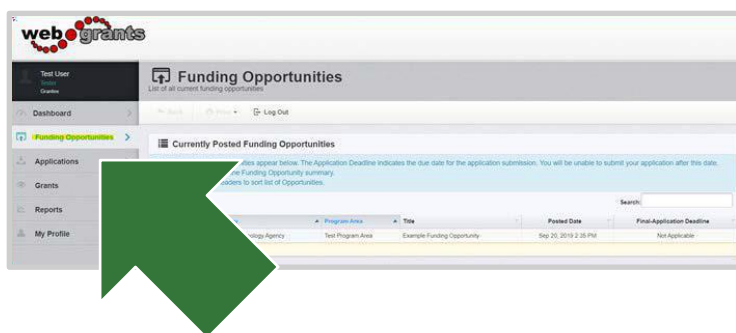 webgrants
Test User
Grantee
Funding Opportunities
List of all current funding opportunities
Dashboard
Back
Log Out
Funding Opportunities
Currently Posted Funding Opportunities
Applications
ities appear below. The Application Deadline indicates the due date for the application submission. You will be unable to submit your application after this date.
Funding Opportunity summary.
Grants
aders to sort list of Opportunities.
Search:
Reports
Program Area
Title
Posted Date
Final-Application Deadline
My Profile
ology Agency
Test Program Area
Example Funding Opportunity
Sep 20, 2019 2:35 PM
Not Applicable